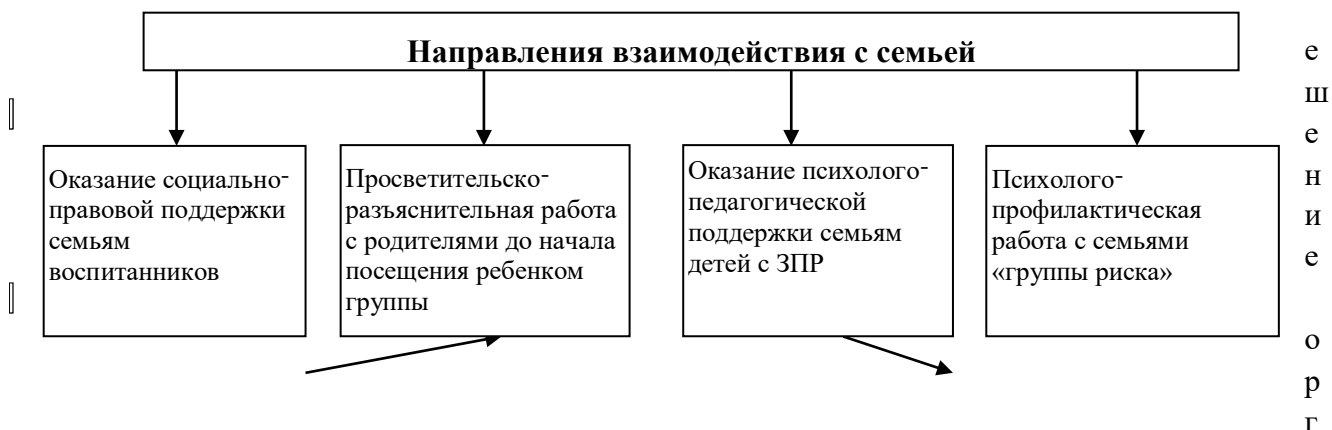 Направления взаимодействия с семьей
Оказание социально-
правовой поддержки
семьям
воспитанников
Просветительско-
разъяснительная работа
с родителями до начала
посещения ребенком
группы
Оказание психолого-
педагогической
поддержки семьям
детей с ЗПР
Психолого-
профилактическая
работа с семьями
«группы риска»
е
ш
е
н
и
е
о
р
г